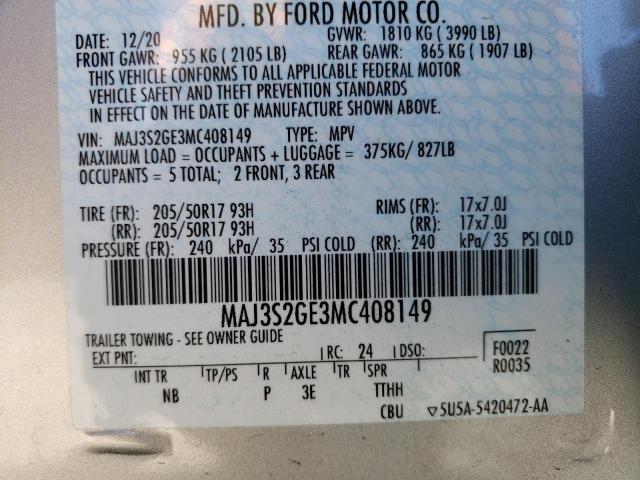 MFD. BY FORD MOTOR CO.
DATE: 12/20 GVWR: 1810 KG ( 3990 LB)
FRONT GAWR: 955 KG ( 2105 LB) REAR GAWR: 865 KG ( 1907 LB)
THIS VEHICLE CONFORMS TO ALL APPLICABLE FEDERAL MOTOR
VEHICLE SAFETY AND THEFT PREVENTION STANDARDS
IN EFFECT ON THE DATE OF MANUFACTURE SHOWN ABOVE.
VIN: MAJ3S2GE3MC408149 TYPE: MPV
MAXIMUM LOAD = OCCUPANTS + LUGGAGE = 375KG/ 827LB
OCCUPANTS = 5 TOTAL; 2 FRONT, 3 REAR
TIRE (FR): 205/50R17 93H RIMS (FR): 17x7.0J
(RR): 205/50R17 93H (RR): 17x7.0J
PRESSURE (FR): 240 kPa/ 35 PSI COLD (RR): 240 kPa/ 35 PSI COLD
MAJ3S2GE3MC408149
TRAILER TOWING - SEE OWNER GUIDE
EXT PNT: RC: 24 DSO: F0022
R0035
INT TR TP/PS R AXLE TR SPR
NB P 3E TTHH
CBU ▽5U5A-5420472-AA